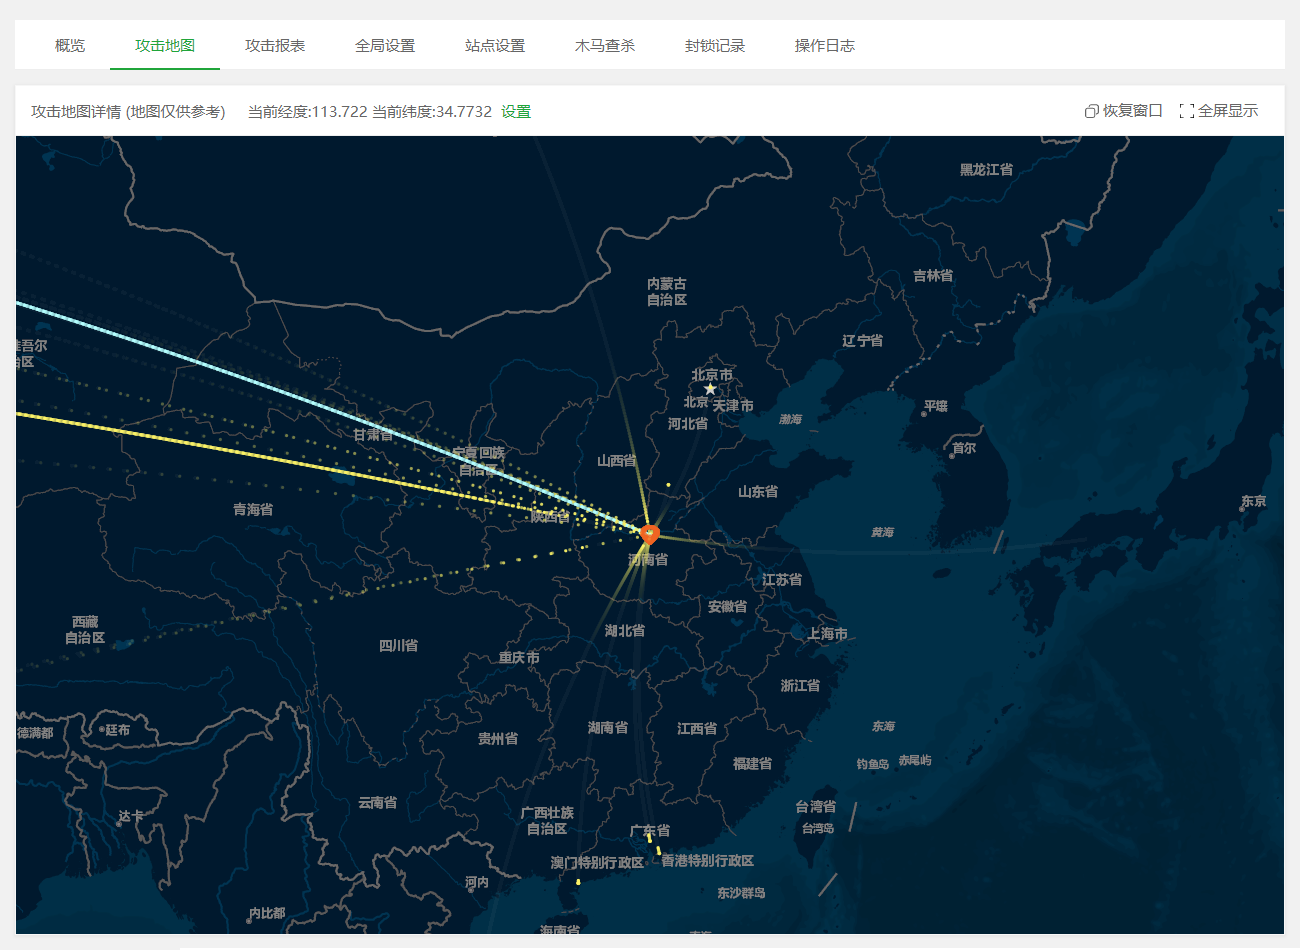 概览 攻击地图 攻击报表 全局设置 站点设置 木马查杀 封锁记录 操作日志
攻击地图详情 (地图仅供参考) 当前经度:113.722 当前纬度:34.7732 设置 恢复窗口 全屏显示
黑龙江省
吉林省
内蒙古
自治区
辽宁省
维吾尔
治区
北京市
北京
天津市
平壤
渤海
河北省
甘肃省
首尔
宁夏回族
自治区
山西省
山东省
东京
青海省
陕西省
黄海
河南省
江苏省
安徽省
西藏
自治区
湖北省
上海市
四川省
重庆市
浙江省
东海
德满都
廷布
湖南省
江西省
贵州省
福建省
钓鱼岛
赤尾屿
云南省
台湾省
达卡
广西壮族
自治区
广东省
台湾岛
澳门特别行政区
香港特别行政区
河内
东沙群岛
内比都
海南省
南海